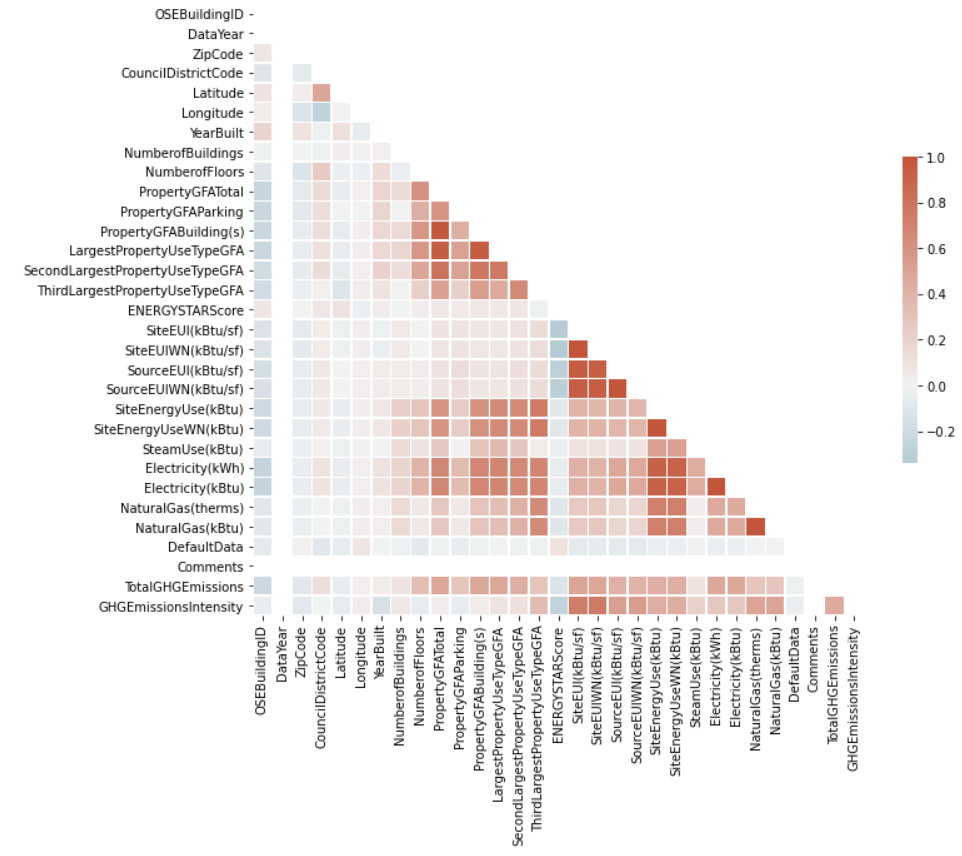 OSEBuildingID
DataYear
ZipCode
CouncilDistrictCode
Latitude
Longitude
YearBuilt
NumberofBuildings
NumberofFloors
PropertyGFATotal
PropertyGFAParking
PropertyGFABuilding(s)
LargestPropertyUseTypeGFA
SecondLargestPropertyUseTypeGFA
ThirdLargestPropertyUseTypeGFA
ENERGYSTARScore
SiteEUI(kBtu/sf)
SiteEUIWN(kBtu/sf)
SourceEUI(kBtu/sf)
SourceEUIWN(kBtu/sf)
SiteEnergyUse(kBtu)
SiteEnergyUseWN(kBtu)
SteamUse(kBtu)
Electricity(kWh)
Electricity(kBtu)
NaturalGas(therms)
NaturalGas(kBtu)
DefaultData
Comments
TotalGHGEmissions
GHGEmissionsIntensity
OSEBuildingID
DataYear
ZipCode
CouncilDistrictCode
Latitude
Longitude
YearBuilt
NumberofBuildings
NumberofFloors
PropertyGFATotal
PropertyGFAParking
PropertyGFABuilding(s)
LargestPropertyUseTypeGFA
SecondLargestPropertyUseTypeGFA
ThirdLargestPropertyUseTypeGFA
ENERGYSTARScore
SiteEUI(kBtu/sf)
SiteEUIWN(kBtu/sf)
SourceEUI(kBtu/sf)
SourceEUIWN(kBtu/sf)
SiteEnergyUse(kBtu)
SiteEnergyUseWN(kBtu)
SteamUse(kBtu)
Electricity(kWh)
Electricity(kBtu)
NaturalGas(therms)
NaturalGas(kBtu)
DefaultData
Comments
TotalGHGEmissions
GHGEmissionsIntensity
1.0
0.8
0.6
0.4
0.2
0.0
−0.2